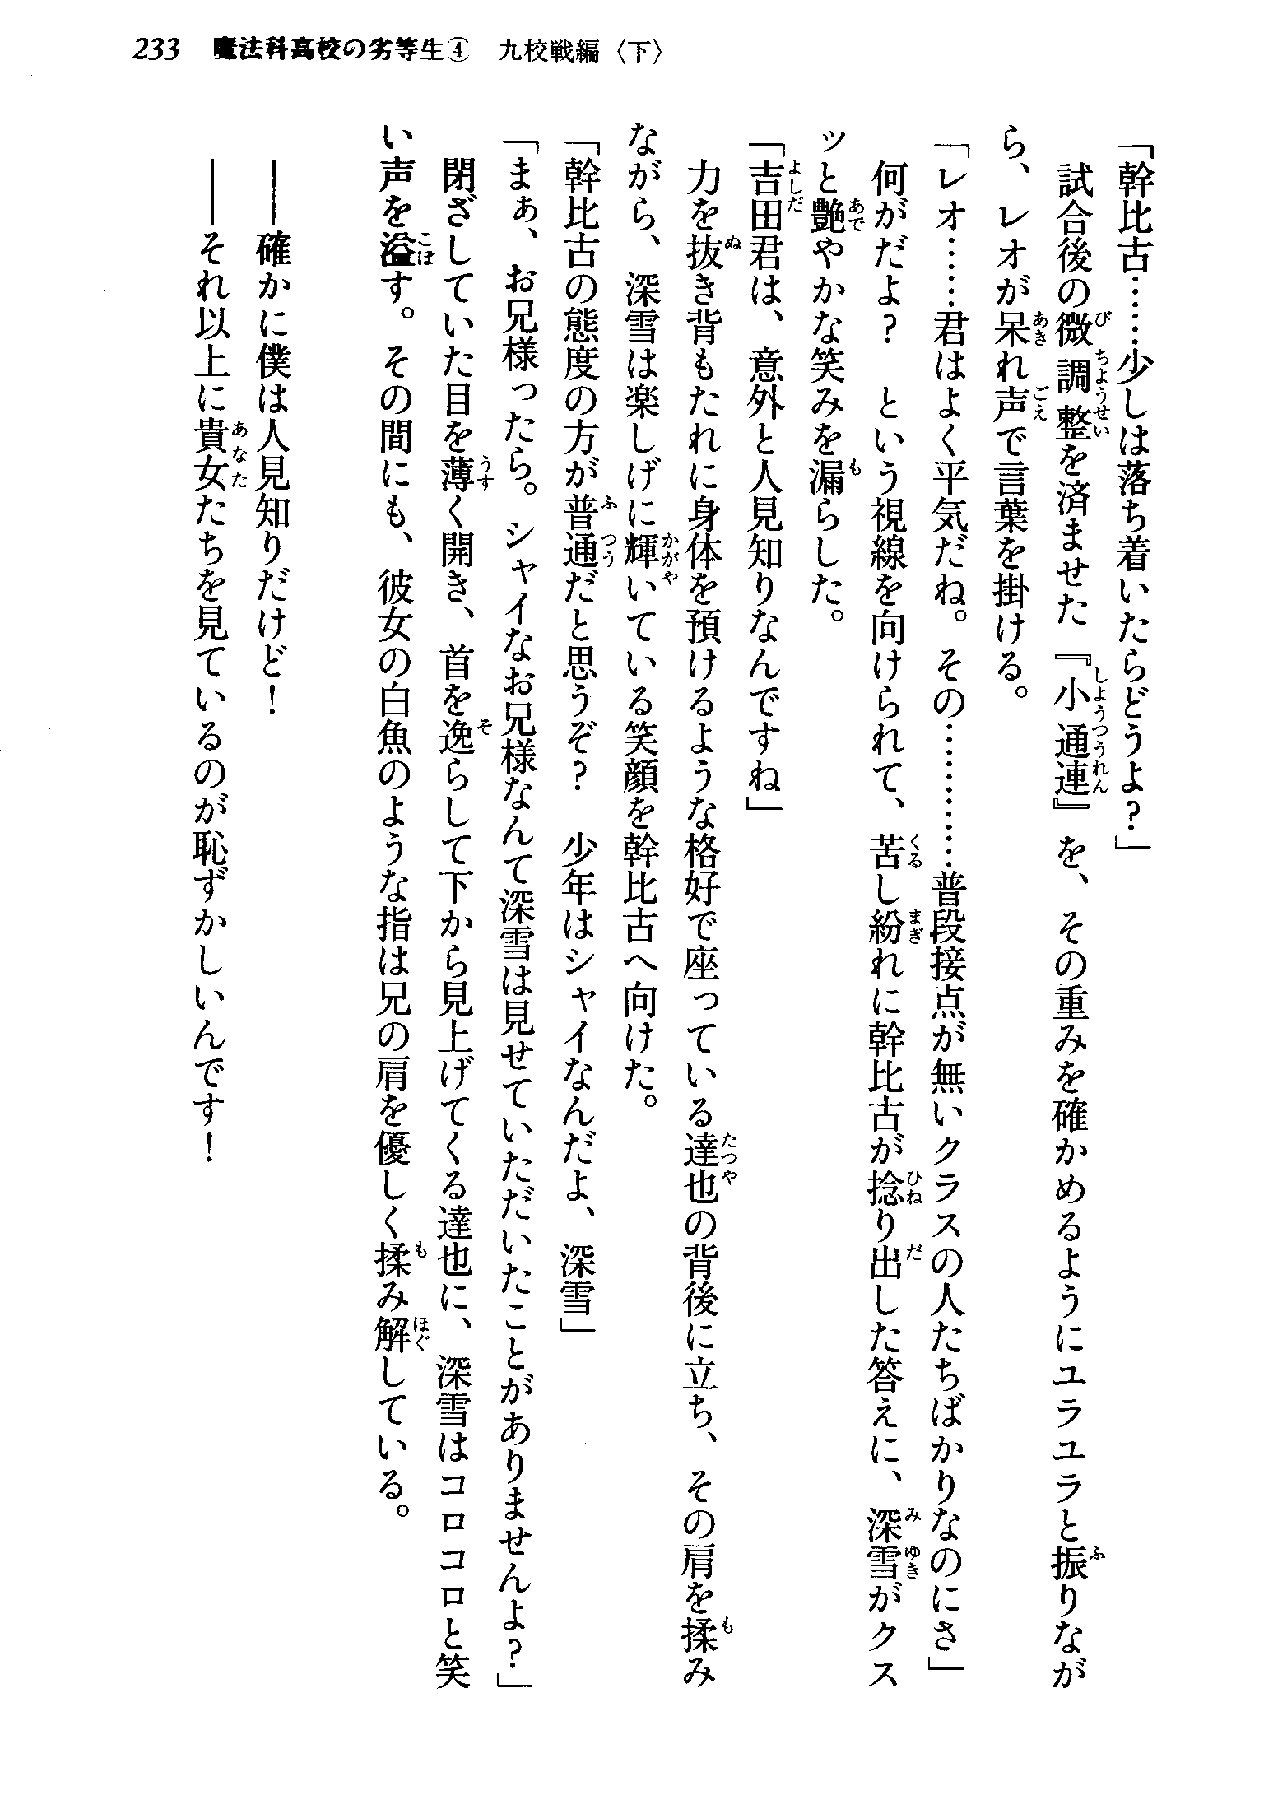 233 魔法科高校の劣等生④ 九校戦編〈下〉
「幹比古……少しは落ち着いたらどうよ？」
　試合後の微調整を済ませた『小通連』を、その重みを確かめるようにユラユラと振りなが
ら、レオが呆れ声で言葉を掛ける。
「レオ……君はよく平気だね。その…………普段接点が無いクラスの人たちばかりなのにさ」
　何がだよ？　という視線を向けられて、苦し紛れに幹比古が捻り出した答えに、深雪がクス
ッと艶やかな笑みを漏らした。
「吉田君は、意外と人見知りなんですね」
　力を抜き背もたれに身体を預けるような格好で座っている達也の背後に立ち、その肩を揉み
ながら、深雪は楽しげに輝いている笑顔を幹比古へ向けた。
「幹比古の態度の方が普通だと思うぞ？　少年はシャイなんだよ、深雪」
「まぁ、お兄様ったら。シャイなお兄様なんて深雪は見せていただいたことがありませんよ？」
　閉ざしていた目を薄く開き、首を逸らして下から見上げてくる達也に、深雪はコロコロと笑
い声を溢す。その間にも、彼女の白魚のような指は兄の肩を優しく揉み解している。
　――確かに僕は人見知りだけど！
　――それ以上に貴女たちを見ているのが恥ずかしいんです！